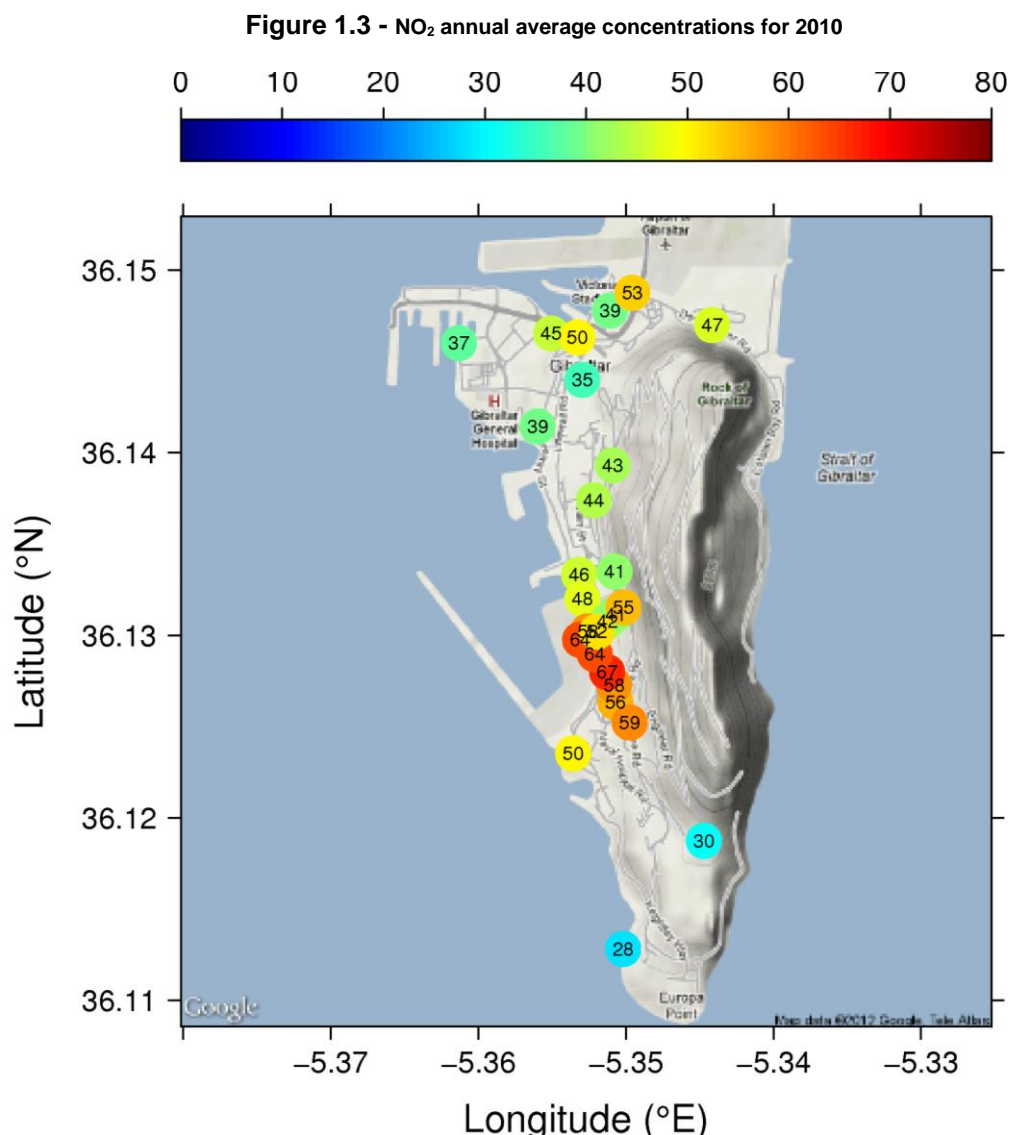 Figure 1.3 - NO₂ annual average concentrations for 2010
0 10 20 30 40 50 60 70 80
Gibraltar
36.15
53
39
47
45
50
37
Gibraltar
35
Rock of
Gibraltar
H
Gibraltar
General
Hospital
39
36.14
43
Strait of
Gibraltar
44
46
41
48
55
41
42
36.13
52
64
64
67
58
56
59
50
36.12
30
28
Europa
Point
36.11
Google
Map data ©2012 Google, Tele Atlas
−5.37 −5.36 −5.35 −5.34 −5.33
Latitude (°N)
Longitude (°E)